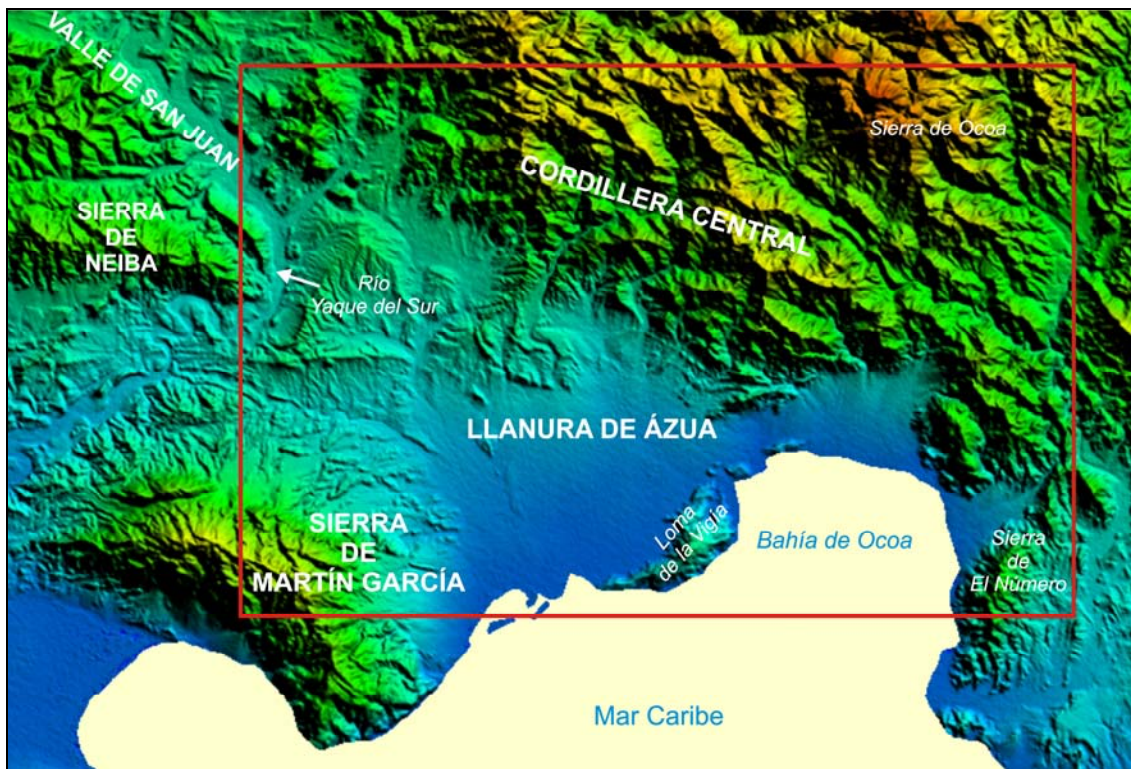 VALLE DE SAN JUAN
Sierra de Ocoa
CORDILLERA CENTRAL
SIERRA
DE
NEIBA
Río
Yaque del Sur
LLANURA DE ÁZUA
Loma
de la Vigía
SIERRA
DE
MARTÍN GARCÍA
Bahía de Ocoa
Sierra
de
El Número
Mar Caribe